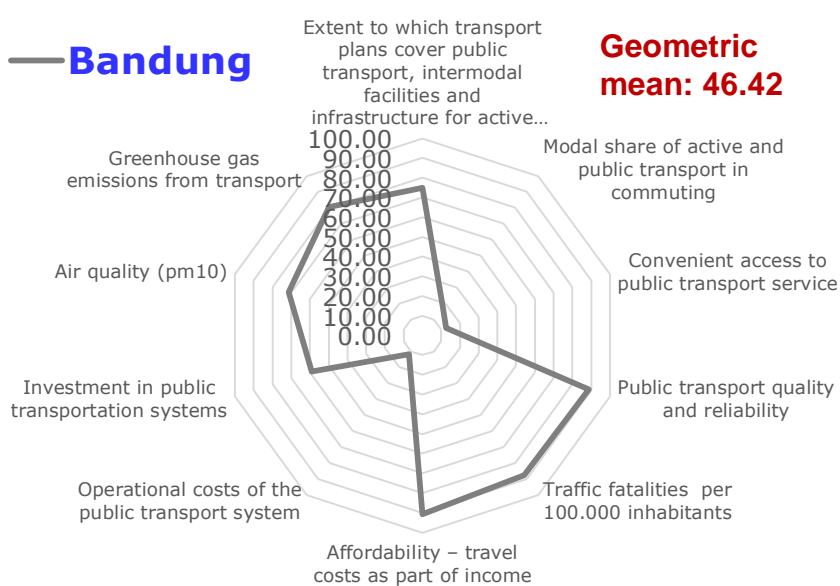 Bandung
Geometric
mean: 46.42
Extent to which transport
plans cover public
transport, intermodal
facilities and
infrastructure for active…
Modal share of active and
public transport in
commuting
Convenient access to
public transport service
Public transport quality
and reliability
Traffic fatalities  per
100.000 inhabitants
Affordability – travel
costs as part of income
Operational costs of the
public transport system
Investment in public
transportation systems
Air quality (pm10)
Greenhouse gas
emissions from transport
100.00
90.00
80.00
70.00
60.00
50.00
40.00
30.00
20.00
10.00
0.00